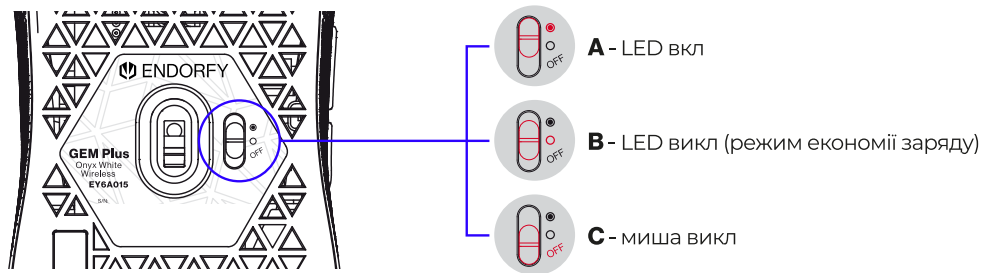 ENDORFY
OFF
GEM Plus
Onyx White
Wireless
EY6A015
S/N:
OFF
A - LED вкл
OFF
B - LED викл (режим економії заряду)
OFF
C - миша викл